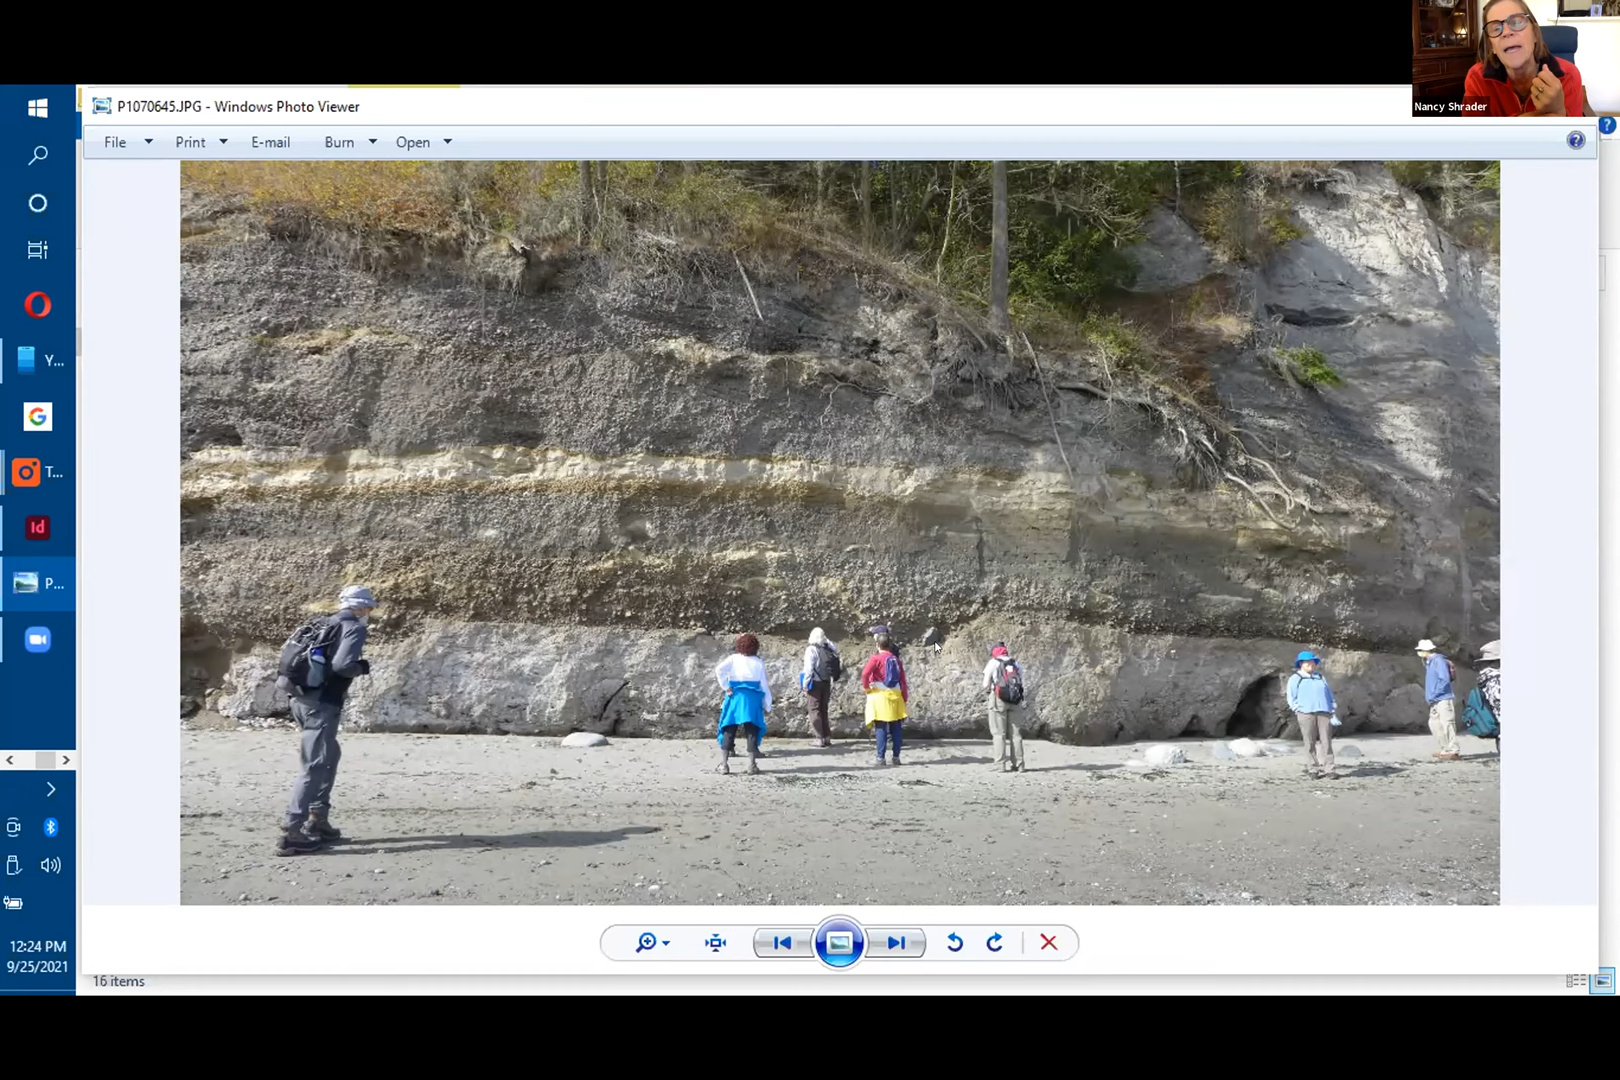 Nancy Shrader
P1070645.JPG - Windows Photo Viewer
File
Print
E-mail
Burn
Open
Y...
T...
Id
P...
12:24 PM
9/25/2021
16 items